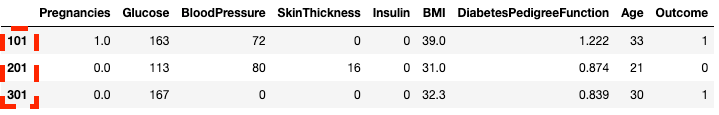 Pregnancies Glucose BloodPressure SkinThickness Insulin BMI DiabetesPedigreeFunction Age Outcome
101 1.0 163 72 0 0 39.0 1.222 33 1
201 0.0 113 80 16 0 31.0 0.874 21 0
301 0.0 167 0 0 0 32.3 0.839 30 1